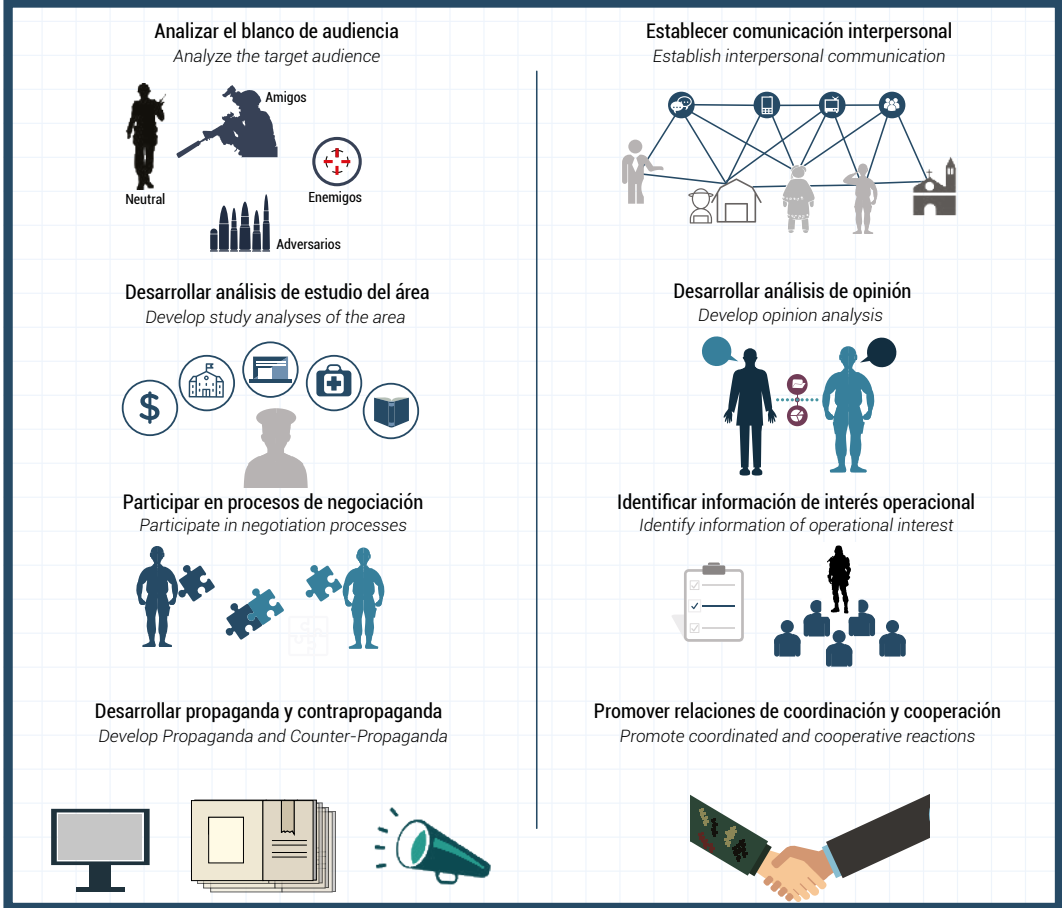 Analizar el blanco de audiencia
Analyze the target audience
Amigos
Neutral
Enemigos
Adversarios
Establecer comunicación interpersonal
Establish interpersonal communication
Desarrollar análisis de estudio del área
Develop study analyses of the area
$
Desarrollar análisis de opinión
Develop opinion analysis
Participar en procesos de negociación
Participate in negotiation processes
Identificar información de interés operacional
Identify information of operational interest
Desarrollar propaganda y contrapropaganda
Develop Propaganda and Counter-Propaganda
Promover relaciones de coordinación y cooperación
Promote coordinated and cooperative reactions